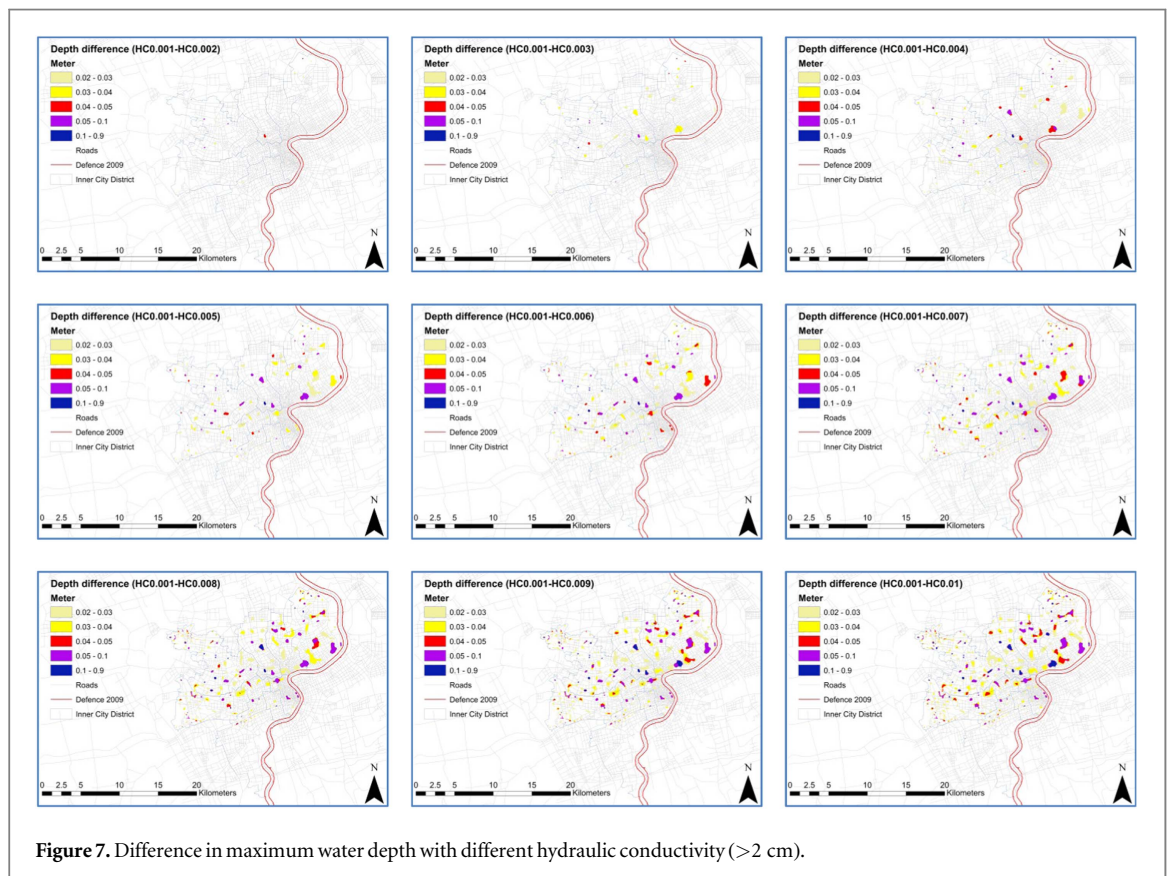 Depth difference (HC0.001-HC0.002)
Meter
0.02 - 0.03
0.03 - 0.04
0.04 - 0.05
0.05 - 0.1
0.1 - 0.9
Roads
Defence 2009
Inner City District
N
0 2.5 5 10 15 20
Kilometers
Depth difference (HC0.001-HC0.003)
Meter
0.02 - 0.03
0.03 - 0.04
0.04 - 0.05
0.05 - 0.1
0.1 - 0.9
Roads
Defence 2009
Inner City District
N
0 2.5 5 10 15 20
Kilometers
Depth difference (HC0.001-HC0.004)
Meter
0.02 - 0.03
0.03 - 0.04
0.04 - 0.05
0.05 - 0.1
0.1 - 0.9
Roads
Defence 2009
Inner City District
N
0 2.5 5 10 15 20
Kilometers
Depth difference (HC0.001-HC0.005)
Meter
0.02 - 0.03
0.03 - 0.04
0.04 - 0.05
0.05 - 0.1
0.1 - 0.9
Roads
Defence 2009
Inner City District
N
0 2.5 5 10 15 20
Kilometers
Depth difference (HC0.001-HC0.006)
Meter
0.02 - 0.03
0.03 - 0.04
0.04 - 0.05
0.05 - 0.1
0.1 - 0.9
Roads
Defence 2009
Inner City District
N
0 2.5 5 10 15 20
Kilometers
Depth difference (HC0.001-HC0.007)
Meter
0.02 - 0.03
0.03 - 0.04
0.04 - 0.05
0.05 - 0.1
0.1 - 0.9
Roads
Defence 2009
Inner City District
N
0 2.5 5 10 15 20
Kilometers
Depth difference (HC0.001-HC0.008)
Meter
0.02 - 0.03
0.03 - 0.04
0.04 - 0.05
0.05 - 0.1
0.1 - 0.9
Roads
Defence 2009
Inner City District
N
0 2.5 5 10 15 20
Kilometers
Depth difference (HC0.001-HC0.009)
Meter
0.02 - 0.03
0.03 - 0.04
0.04 - 0.05
0.05 - 0.1
0.1 - 0.9
Roads
Defence 2009
Inner City District
N
0 2.5 5 10 15 20
Kilometers
Depth difference (HC0.001-HC0.01)
Meter
0.02 - 0.03
0.03 - 0.04
0.04 - 0.05
0.05 - 0.1
0.1 - 0.9
Roads
Defence 2009
Inner City District
N
0 2.5 5 10 15 20
Kilometers
Figure 7. Difference in maximum water depth with different hydraulic conductivity (>2 cm).